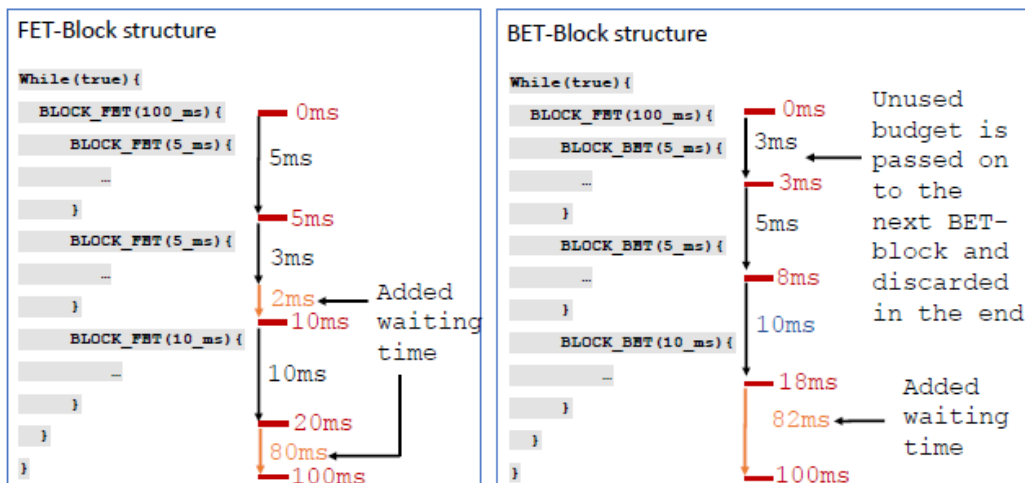 FET-Block structure
While(true){
BLOCK_FET(100_ms){
0ms
BLOCK_FET(5_ms){
5ms
…
}
5ms
BLOCK_FET(5_ms){
3ms
…
2ms
Added
waiting
time
}
10ms
BLOCK_FET(10_ms){
…
10ms
}
20ms
}
80ms
}
100ms
BET-Block structure
While(true){
BLOCK_FET(100_ms){
0ms
BLOCK_BET(5_ms){
3ms
…
3ms
}
BLOCK_BET(5_ms){
5ms
…
8ms
}
10ms
BLOCK_BET(10_ms){
…
18ms
}
82ms
}
}
100ms
Unused
budget is
passed on
to the
next BET-
block and
discarded
in the end
Added
waiting
time